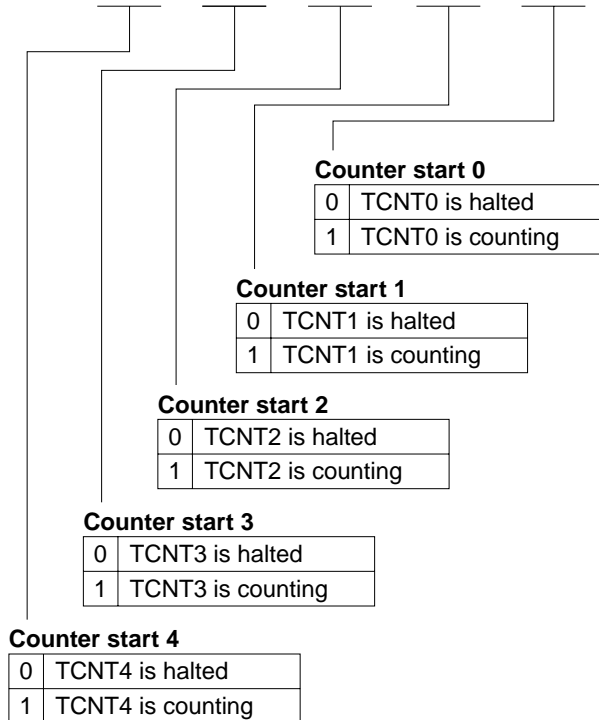 Counter start 0
0 TCNT0 is halted
1 TCNT0 is counting
Counter start 1
0 TCNT1 is halted
1 TCNT1 is counting
Counter start 2
0 TCNT2 is halted
1 TCNT2 is counting
Counter start 3
0 TCNT3 is halted
1 TCNT3 is counting
Counter start 4
0 TCNT4 is halted
1 TCNT4 is counting